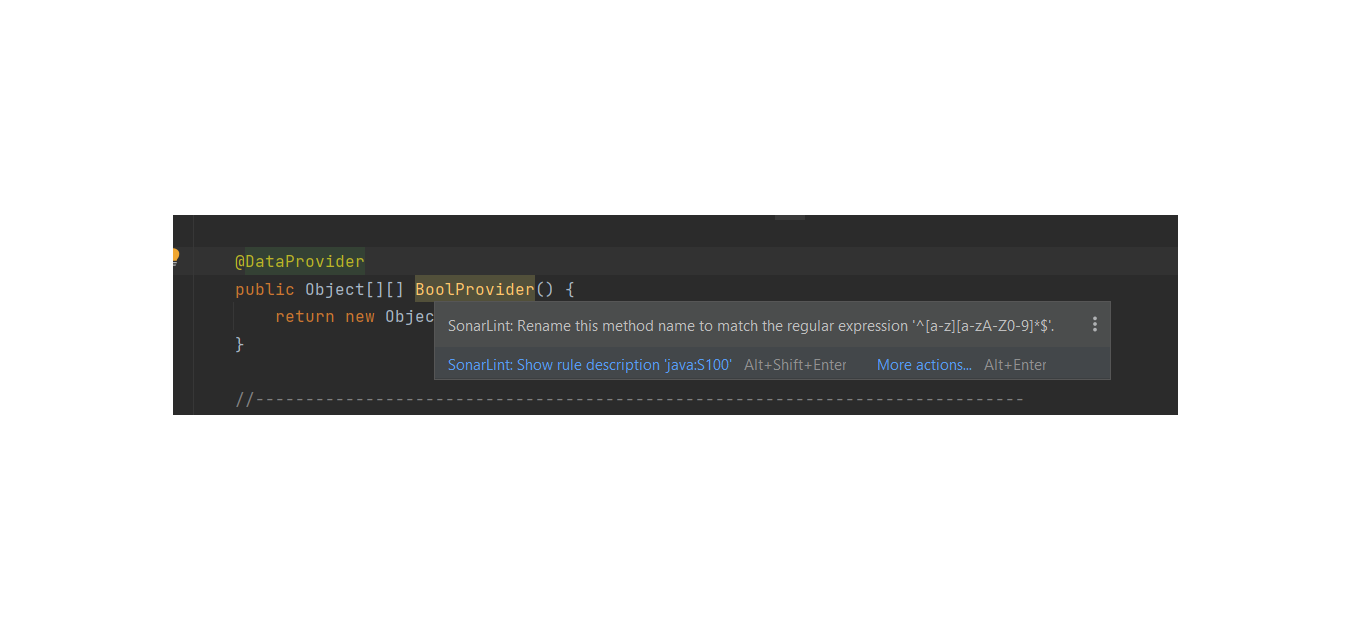 @DataProvider
public Object[][] BoolProvider() {
return new Objec
SonarLint: Rename this method name to match the regular expression '^[a-z][a-zA-Z0-9]*$'.
}
SonarLint: Show rule description 'java:S100' Alt+Shift+Enter More actions... Alt+Enter
//-----------------------------------------------------------------------------